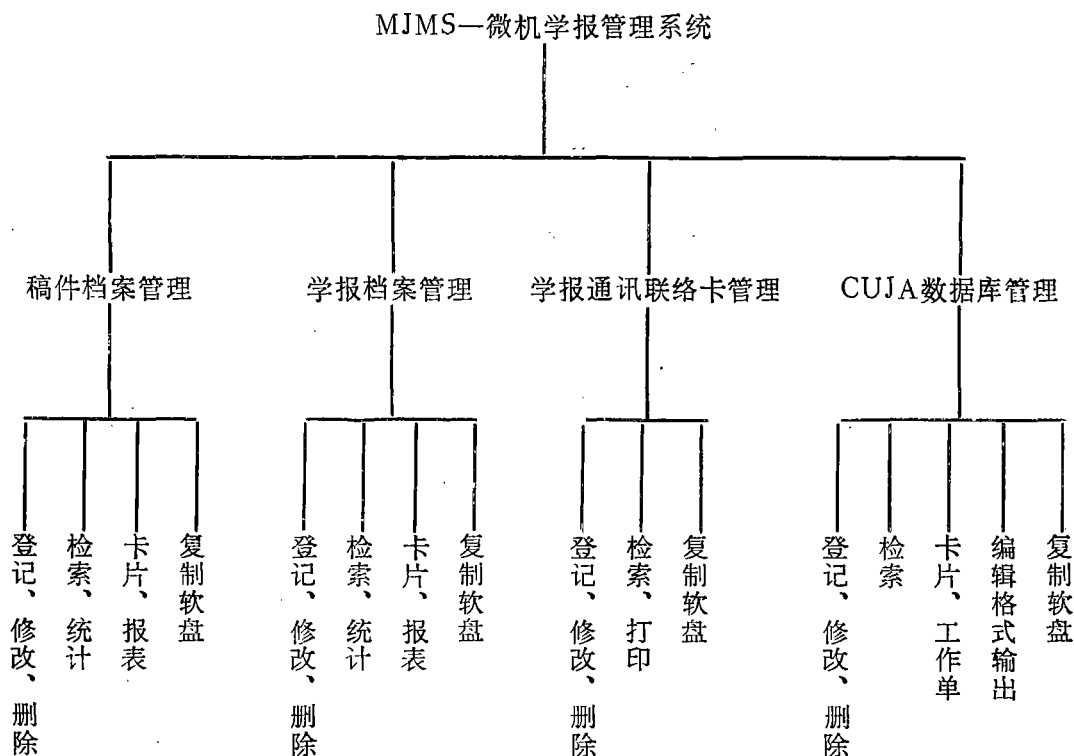 MJMS—微机学报管理系统
稿件档案管理
学报档案管理
学报通讯联络卡管理
CUJA数据库管理
登记、修改、删除
检索、统计
卡片、报表
复制软盘
登记、修改、删除
检索、统计
卡片、报表
复制软盘
登记、修改、删除
检索、打印
复制软盘
登记、修改、删除
检索
卡片、工作单
编辑格式输出
复制软盘